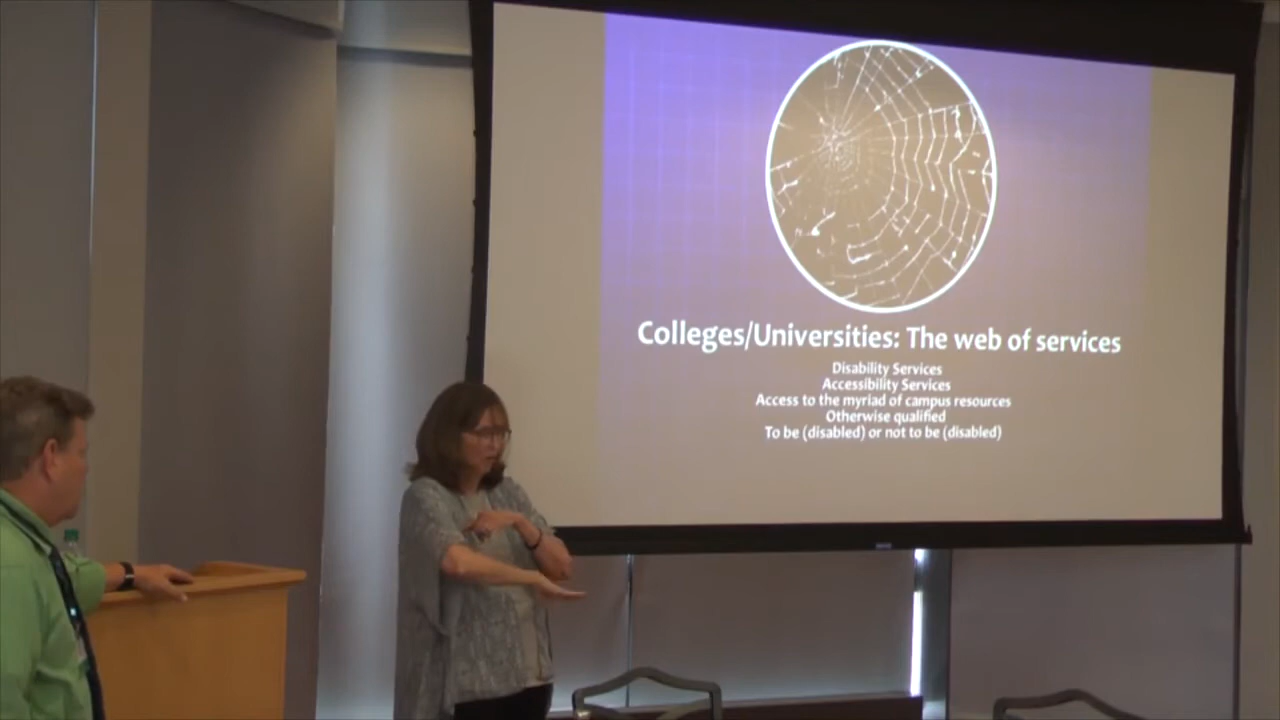 Colleges/Universities: The web of services
Disability Services
Accessibility Services
Access to the myriad of campus resources
Otherwise qualified
To be (disabled) or not to be (disabled)